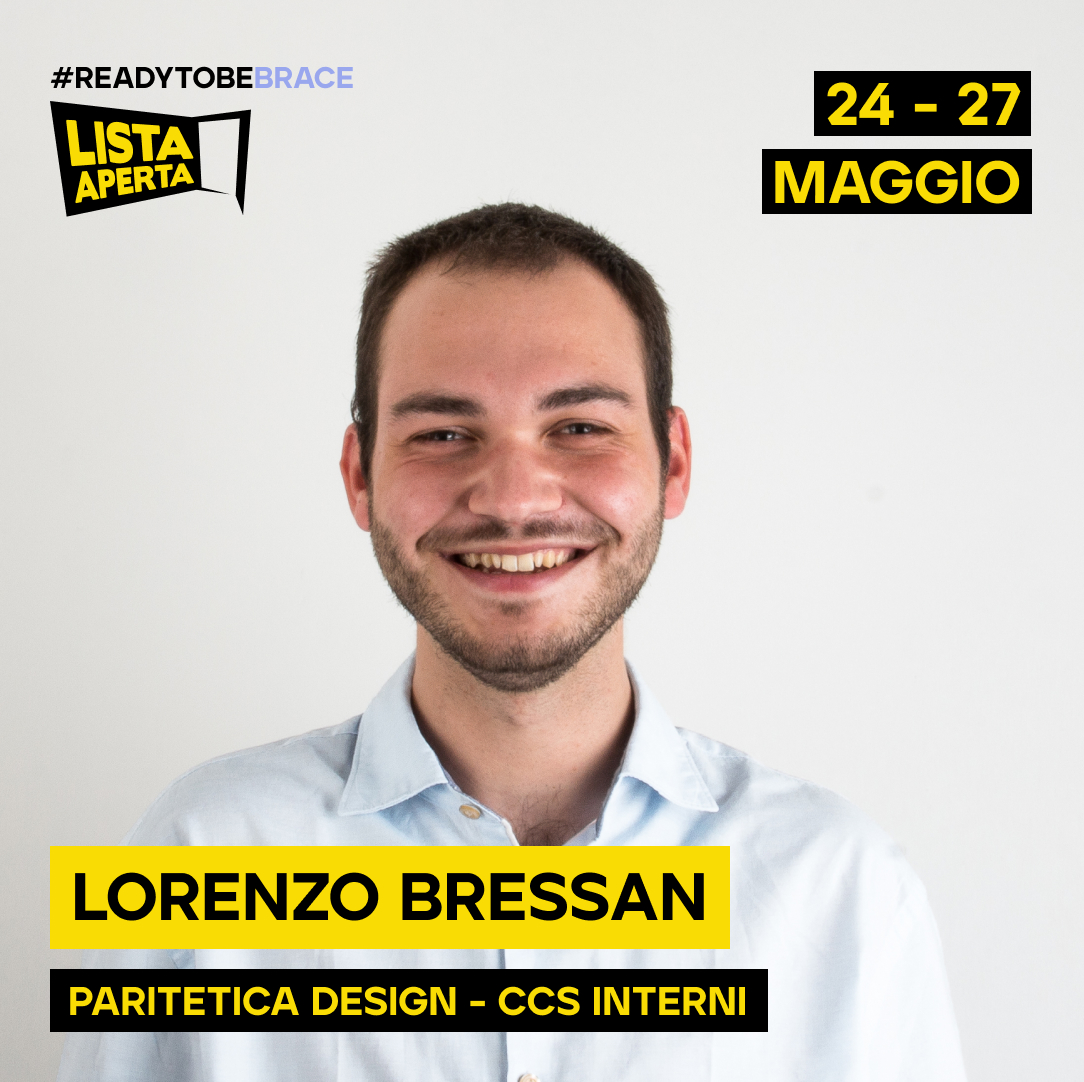 #READYTOBEBRACE
LISTA
APERTA
24 - 27
MAGGIO
LORENZO BRESSAN
PARITETICA DESIGN - CCS INTERNI